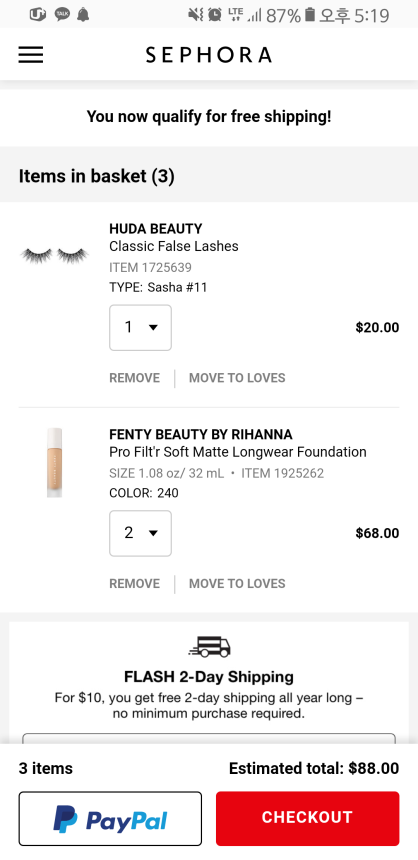 TALK LTE 87% 오후 5:19
SEPHORA
You now qualify for free shipping!
Items in basket (3)
HUDA BEAUTY
Classic False Lashes
ITEM 1725639
TYPE: Sasha #11
1
$20.00
REMOVE MOVE TO LOVES
FENTY BEAUTY BY RIHANNA
Pro Filt'r Soft Matte Longwear Foundation
SIZE 1.08 oz/ 32 mL • ITEM 1925262
COLOR: 240
2
$68.00
REMOVE MOVE TO LOVES
FLASH 2-Day Shipping
For $10, you get free 2-day shipping all year long –
no minimum purchase required.
3 items Estimated total: $88.00
PayPal CHECKOUT